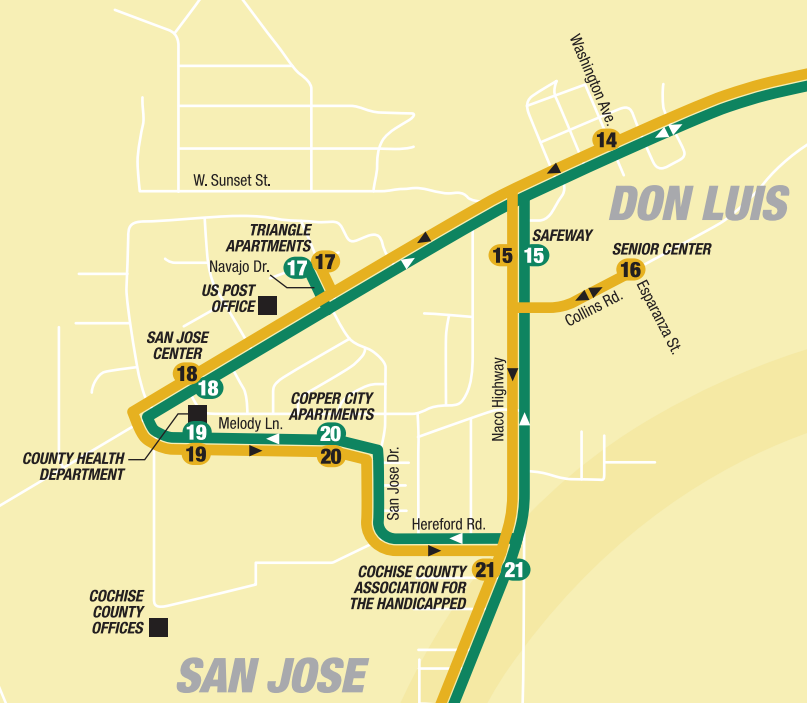 Washington Ave.
14
W. Sunset St.
DON LUIS
TRIANGLE
APARTMENTS
17
17
Navajo Dr.
US POST
OFFICE
15
15
SAFEWAY
SENIOR CENTER
16
Collins Rd.
Esparanza St.
SAN JOSE
CENTER
18
18
Naco Highway
COPPER CITY
APARTMENTS
Melody Ln.
19
20
19
20
COUNTY HEALTH
DEPARTMENT
San Jose Dr.
Hereford Rd.
COCHISE COUNTY
ASSOCIATION FOR
THE HANDICAPPED
21
21
COCHISE
COUNTY
OFFICES
SAN JOSE